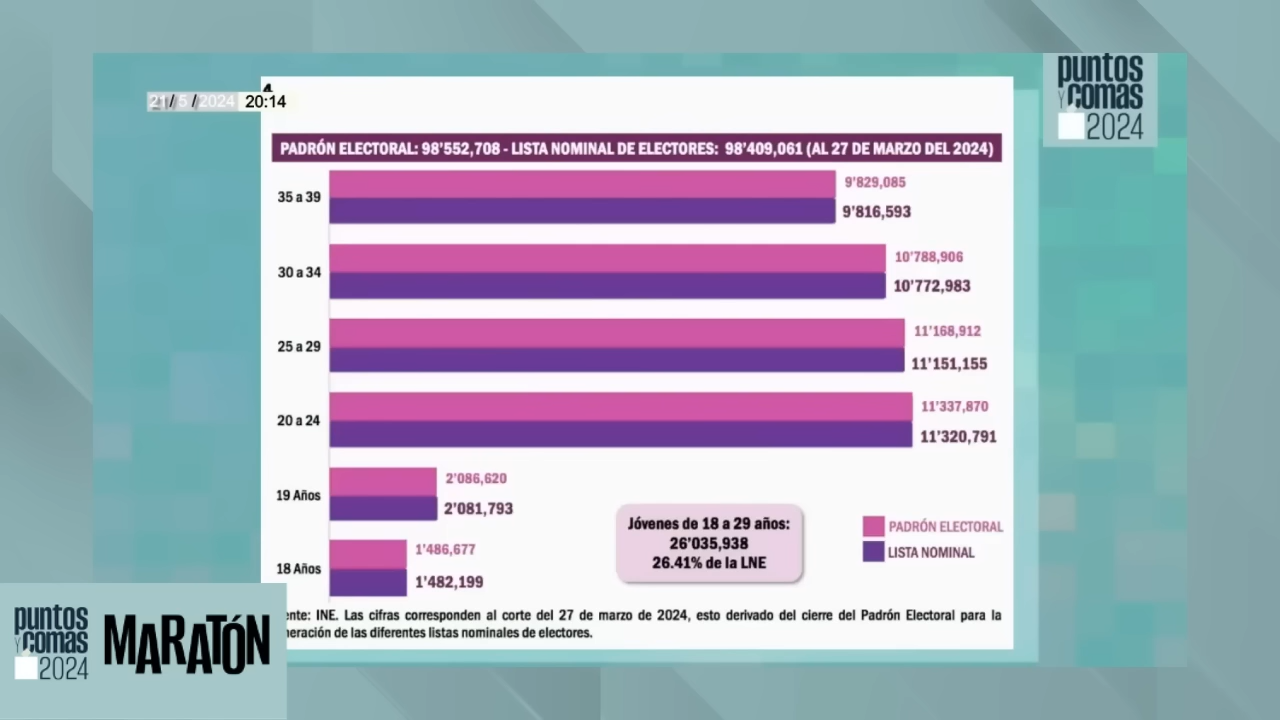 puntos
Y comas
2024
21/ 5 /2024 20:14
PADRÓN ELECTORAL: 98'552,708 - LISTA NOMINAL DE ELECTORES: 98'409,061 (AL 27 DE MARZO DEL 2024)
35 a 39
9'829,085
9'816,593
30 a 34
10'788,906
10'772,983
25 a 29
11'168,912
11'151,155
20 a 24
11'337,870
11'320,791
19 Años
2'086,620
2'081,793
18 Años
1'486,677
1'482,199
Jóvenes de 18 a 29 años:
26'035,938
26.41% de la LNE
PADRÓN ELECTORAL
LISTA NOMINAL
ente: INE. Las cifras corresponden al corte del 27 de marzo de 2024, esto derivado del cierre del Padrón Electoral para la
neración de las diferentes listas nominales de electores.
puntos
Y comas
2024
MARATÓN